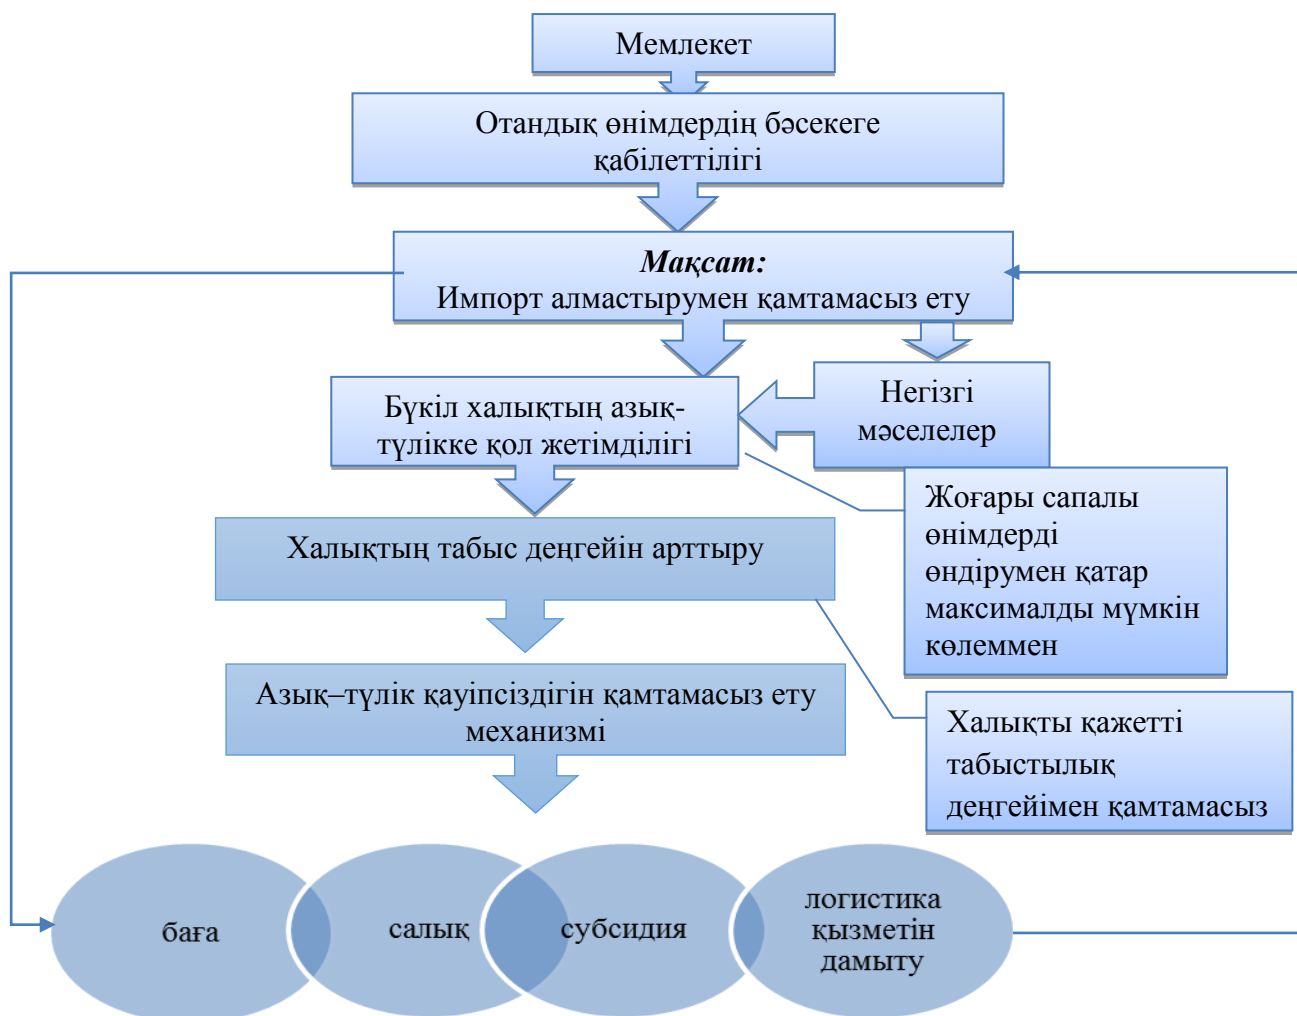 Мемлекет
Отандық өнімдердің бәсекеге
қабілеттілігі
Мақсат:
Импорт алмастырумен қамтамасыз ету
Бүкіл халықтың азық-
түлікке қол жетімділігі
Негізгі
мәселелер
Жоғары сапалы
өнімдерді
өндірумен қатар
максималды мүмкін
көлеммен
Халықтың табыс деңгейін арттыру
Азық–түлік қауіпсіздігін қамтамасыз ету
механизмі
Халықты қажетті
табыстылық
деңгейімен қамтамасыз
баға
салық
субсидия
логистика
қызметін
дамыту